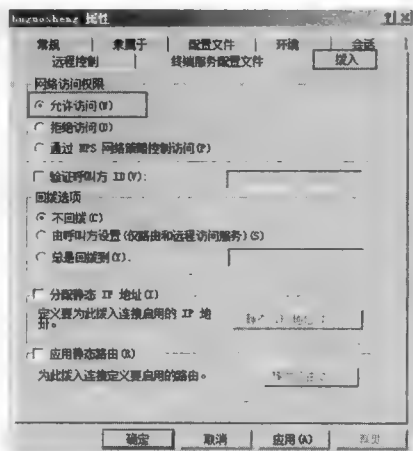 huguosheng 属性
常规 隶属于 配置文件 环境 会话
远程控制 终端服务配置文件 拨入
网络访问权限
允许访问(W)
拒绝访问(D)
通过 NPS 网络策略控制访问(P)
验证呼叫方 ID(V):
回拨选项
不回拨(C)
由呼叫方设置(仅路由和远程访问服务)(S)
总是回拨到(Y):
分配静态 IP 地址(I)
定义要为此拨入连接启用的 IP 地
址。
应用静态路由(R)
为此拨入连接定义要启用的路由。
确定 取消 应用(A)